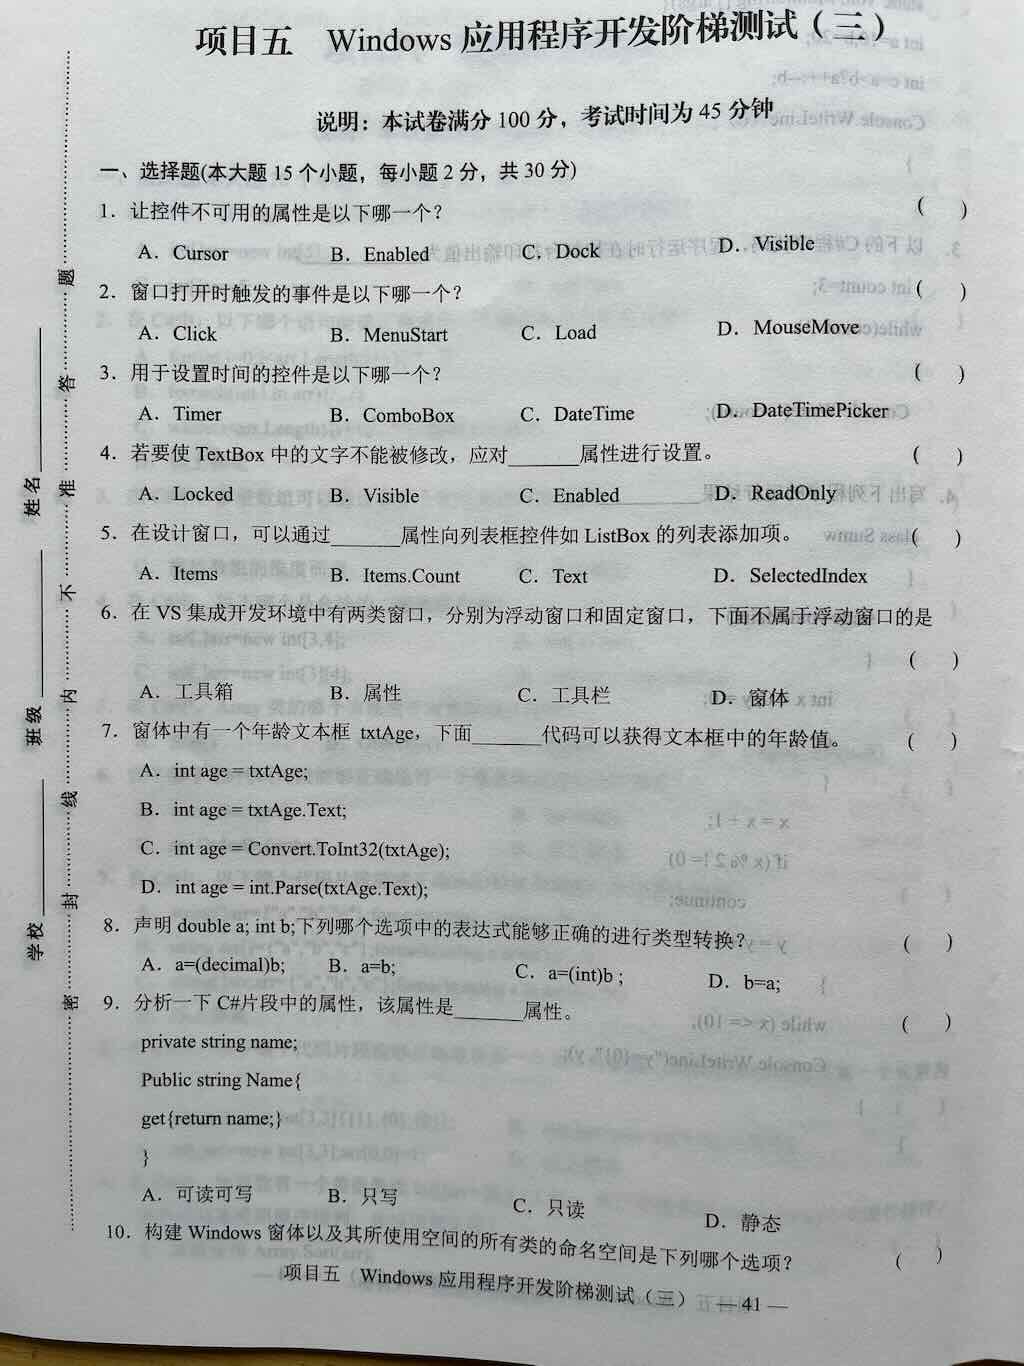 项目五 Windows 应用程序开发阶梯测试(三)
说明：本试卷满分 100 分，考试时间为 45 分钟
一、选择题(本大题 15 个小题，每小题 2 分，共 30 分)
1．让控件不可用的属性是以下哪一个? ( )
A．Cursor B．Enabled C．Dock D．Visible
2．窗口打开时触发的事件是以下哪一个? ( )
A．Click B．MenuStart C．Load D．MouseMove
3．用于设置时间的控件是以下哪一个? ( )
A．Timer B．ComboBox C．DateTime D．DateTimePicker
4．若要使 TextBox 中的文字不能被修改，应对______属性进行设置。 ( )
A．Locked B．Visible C．Enabled D．ReadOnly
5．在设计窗口，可以通过______属性向列表框控件如 ListBox 的列表添加项。 ( )
A．Items B．Items.Count C．Text D．SelectedIndex
6．在 VS 集成开发环境中有两类窗口，分别为浮动窗口和固定窗口，下面不属于浮动窗口的是
( )
A．工具箱 B．属性 C．工具栏 D．窗体
7．窗体中有一个年龄文本框 txtAge，下面______代码可以获得文本框中的年龄值。 ( )
A．int age = txtAge;
B．int age = txtAge.Text;
C．int age = Convert.ToInt32(txtAge);
D．int age = int.Parse(txtAge.Text);
8．声明 double a; int b;下列哪个选项中的表达式能够正确的进行类型转换? ( )
A．a=(decimal)b; B．a=b; C．a=(int)b ; D．b=a;
9．分析一下 C#片段中的属性，该属性是______属性。 ( )
private string name;
Public string Name{
get{return name;}
}
A．可读可写 B．只写 C．只读 D．静态
10．构建 Windows 窗体以及其所使用空间的所有类的命名空间是下列哪个选项? ( )
项目五 Windows 应用程序开发阶梯测试（三） — 41 —
学校 班级 姓名
密 封 线 内 不 准 答 题